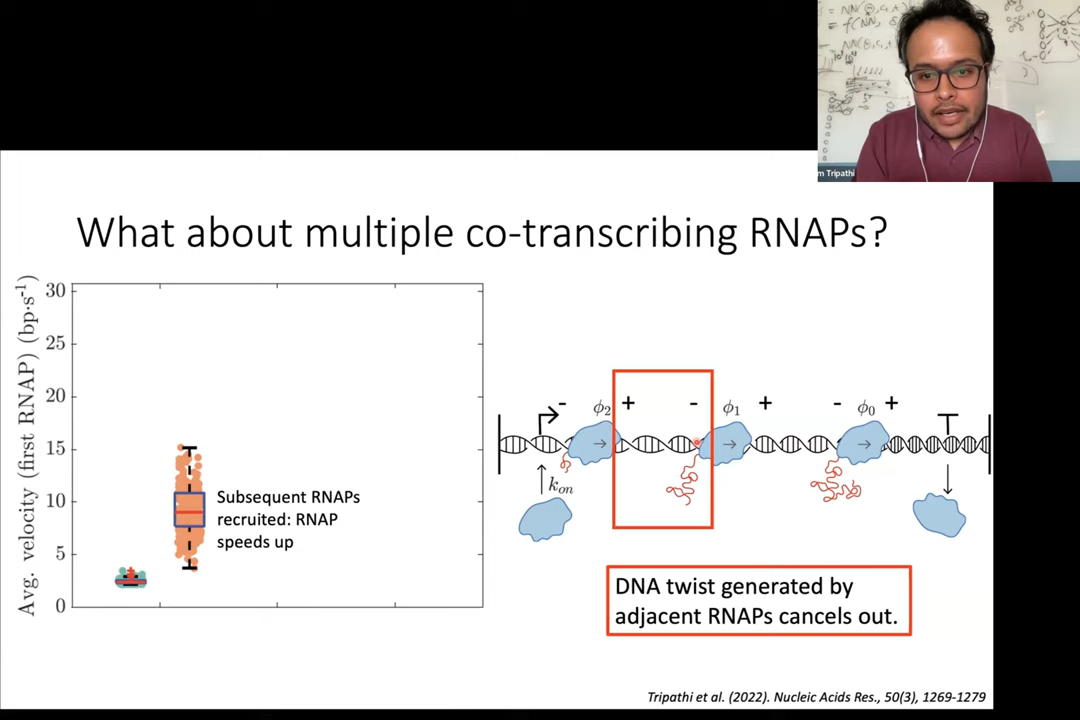 m Tripathi
What about multiple co-transcribing RNAPs?
Avg. velocity (first RNAP) (bp·s⁻¹)
30
25
20
15
10
5
0
Subsequent RNAPs
recruited: RNAP
speeds up
- ϕ₂ + - ϕ₁ + - ϕ₀ +
kₒₙ
DNA twist generated by
adjacent RNAPs cancels out.
Tripathi et al. (2022). Nucleic Acids Res., 50(3), 1269-1279